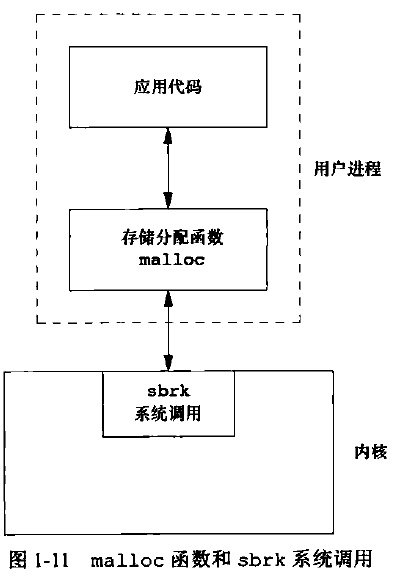 应用代码
用户进程
存储分配函数
malloc
sbrk
系统调用
内核
图 1-11 malloc 函数和 sbrk 系统调用